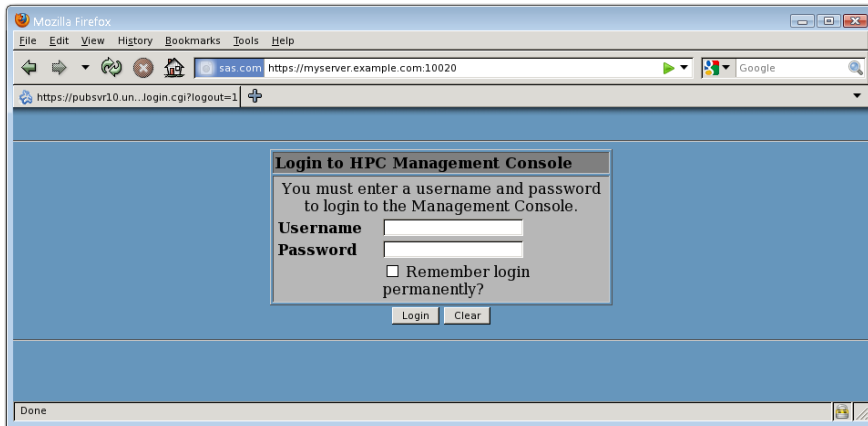 Mozilla Firefox
File Edit View History Bookmarks Tools Help
sas.com https://myserver.example.com:10020 Google
https://pubsvr10.un...login.cgi?logout=1
Login to HPC Management Console
You must enter a username and password
to login to the Management Console.
Username
Password
Remember login
permanently?
Login Clear
Done